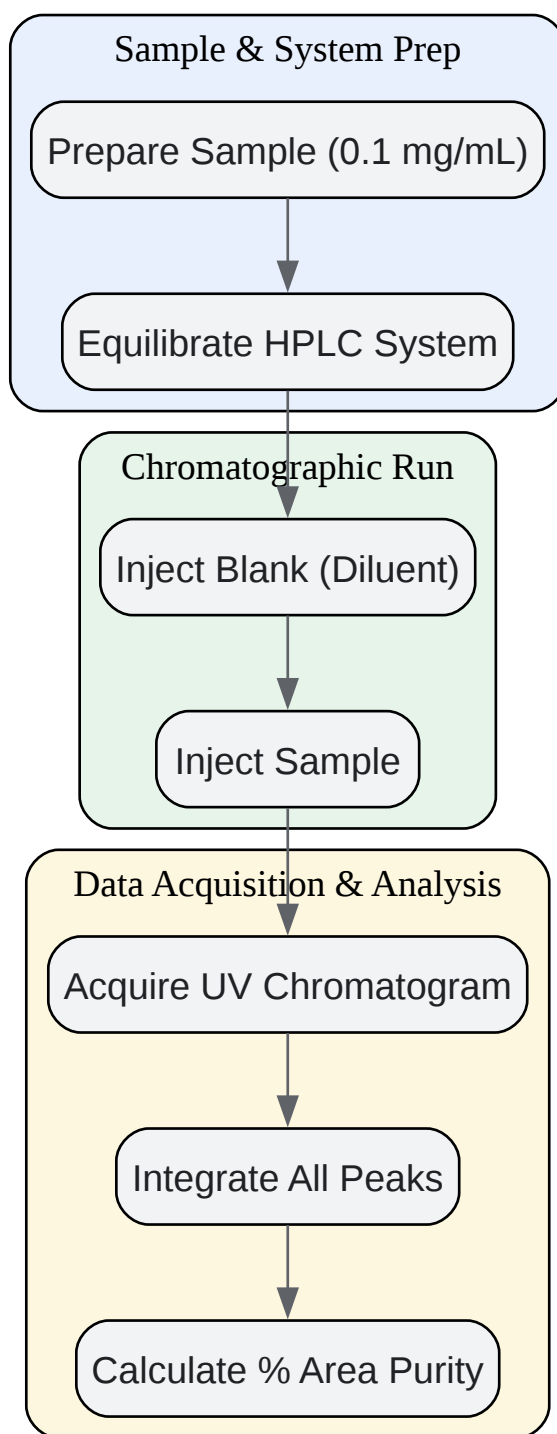 Sample & System Prep
Prepare Sample (0.1 mg/mL)
Equilibrate HPLC System
Chromatographic Run
Inject Blank (Diluent)
Inject Sample
Data Acquisition & Analysis
Acquire UV Chromatogram
Integrate All Peaks
Calculate % Area Purity